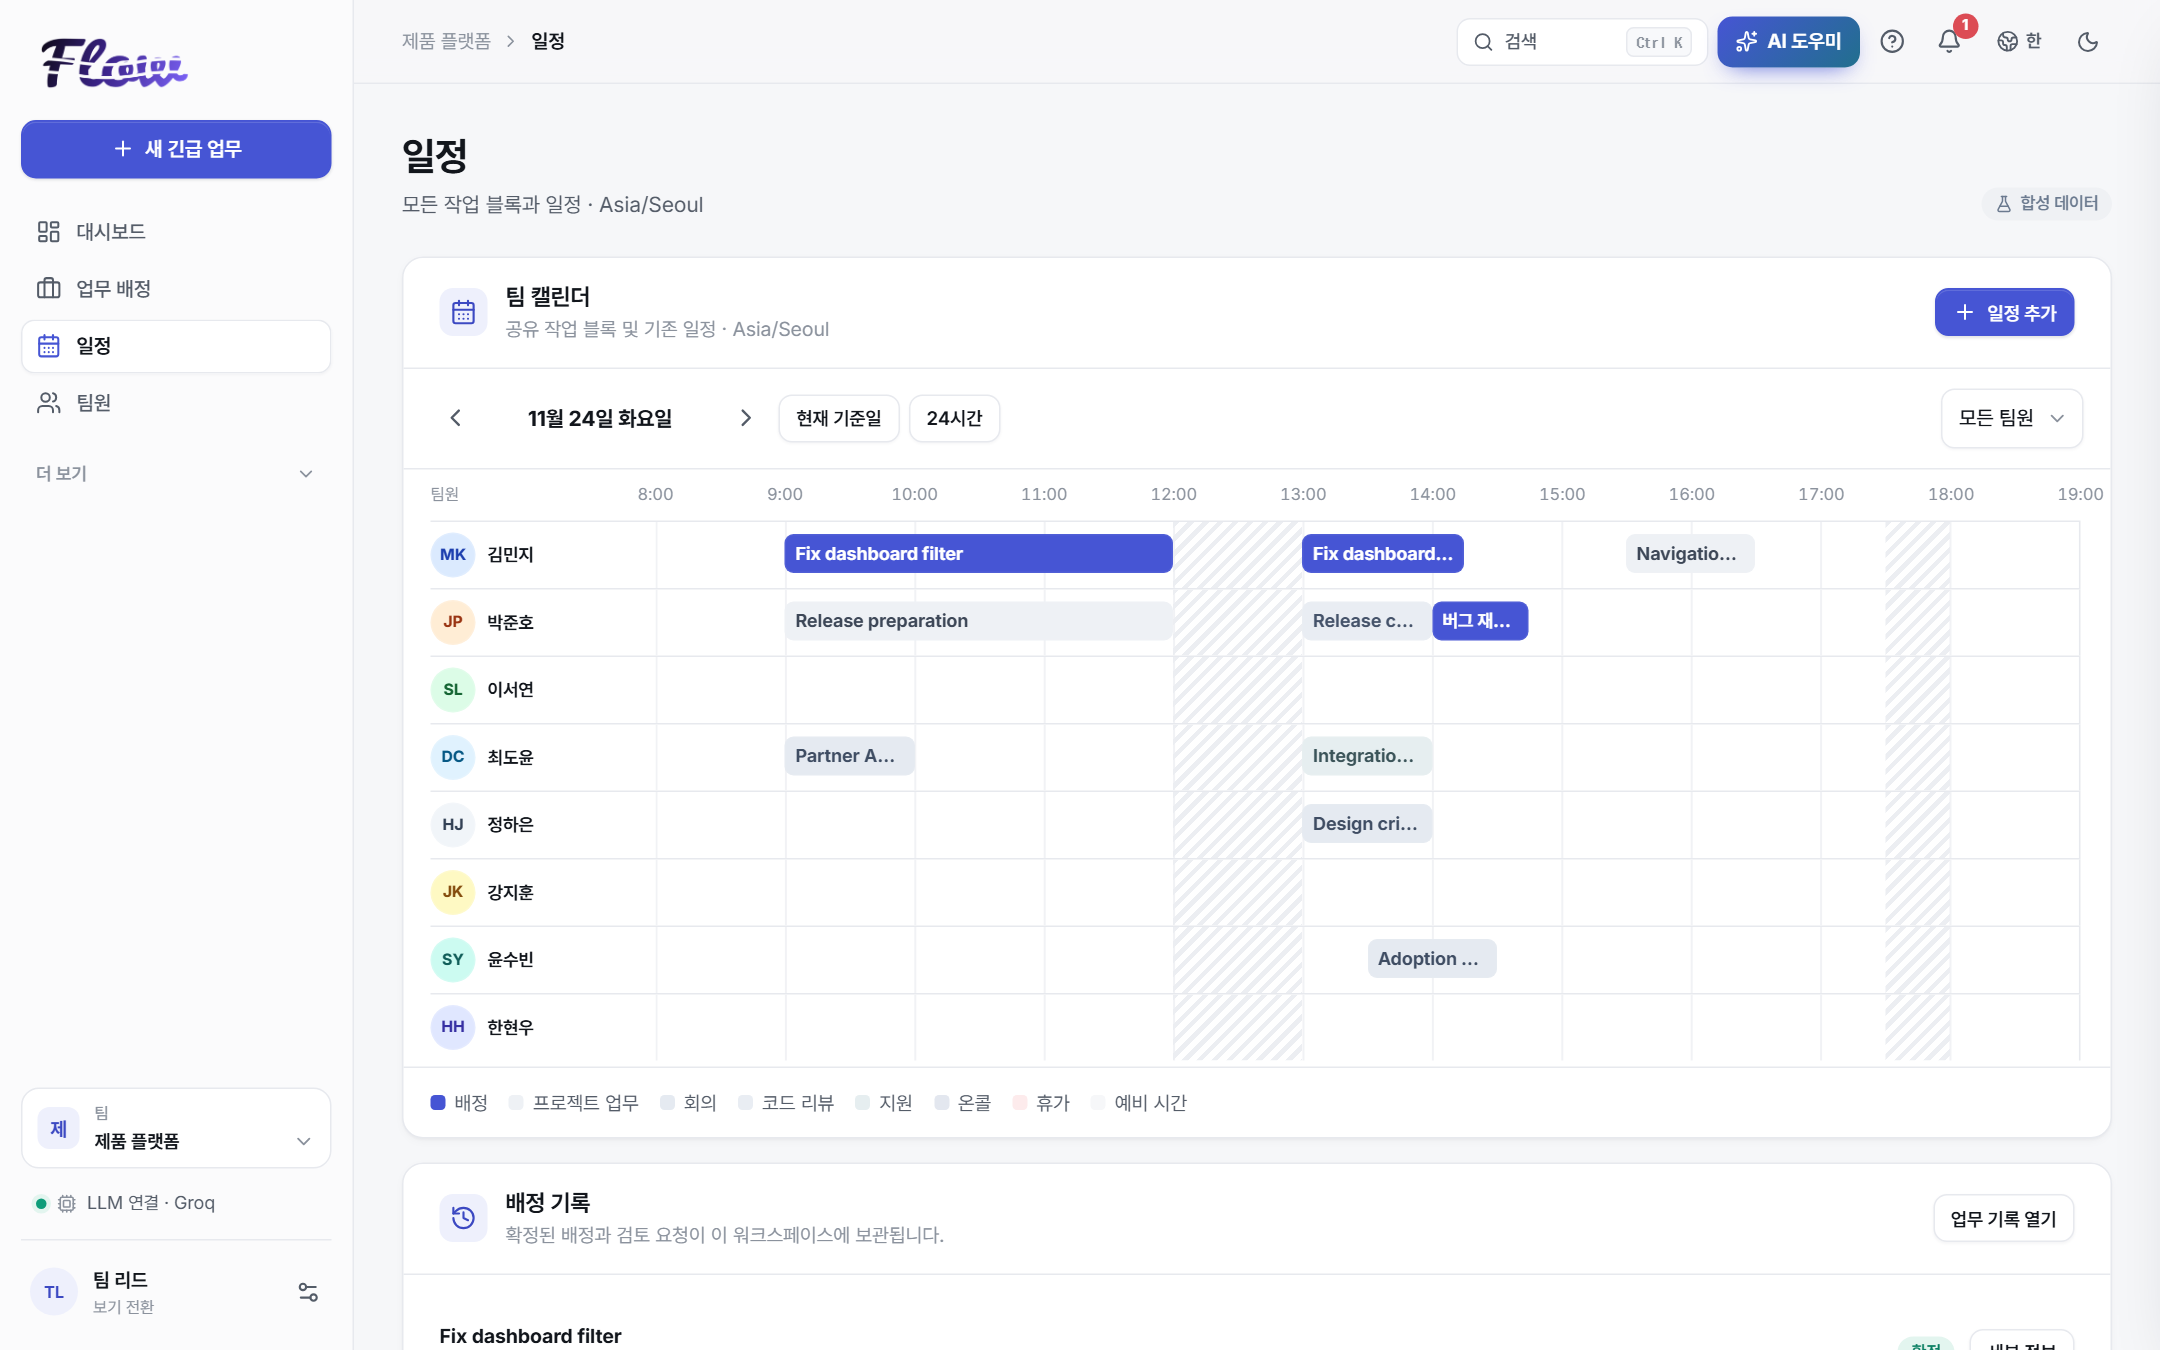 Flow
새 긴급 업무
대시보드
업무 배정
일정
팀원
더 보기
제
팀
제품 플랫폼
LLM 연결 · Groq
TL
팀 리드
보기 전환
제품 플랫폼 > 일정
검색
Ctrl K
AI 도우미
1
한
일정
모든 작업 블록과 일정 · Asia/Seoul
합성 데이터
팀 캘린더
공유 작업 블록 및 기존 일정 · Asia/Seoul
일정 추가
11월 24일 화요일
현재 기준일
24시간
모든 팀원
팀원 8:00 9:00 10:00 11:00 12:00 13:00 14:00 15:00 16:00 17:00 18:00 19:00
MK 김민지 Fix dashboard filter Fix dashboard... Navigatio...
JP 박준호 Release preparation Release c... 버그 재...
SL 이서연
DC 최도윤 Partner A... Integratio...
HJ 정하은 Design cri...
JK 강지훈
SY 윤수빈 Adoption ...
HH 한현우
배정 프로젝트 업무 회의 코드 리뷰 지원 온콜 휴가 예비 시간
배정 기록
확정된 배정과 검토 요청이 이 워크스페이스에 보관됩니다.
업무 기록 열기
Fix dashboard filter